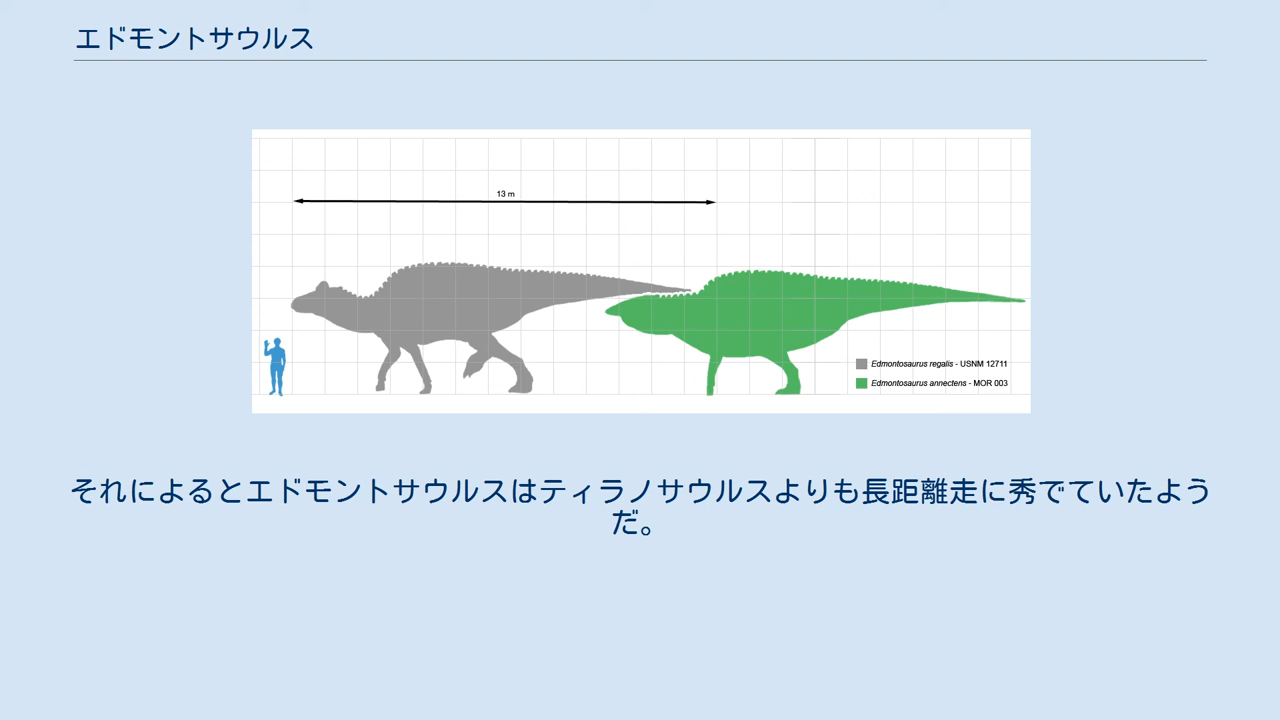 エドモントサウルス
13 m
Edmontosaurus regalis - USNM 12711
Edmontosaurus annectens - MOR 003
それによるとエドモントサウルスはティラノサウルスよりも長距離走に秀でていたよう
だ。